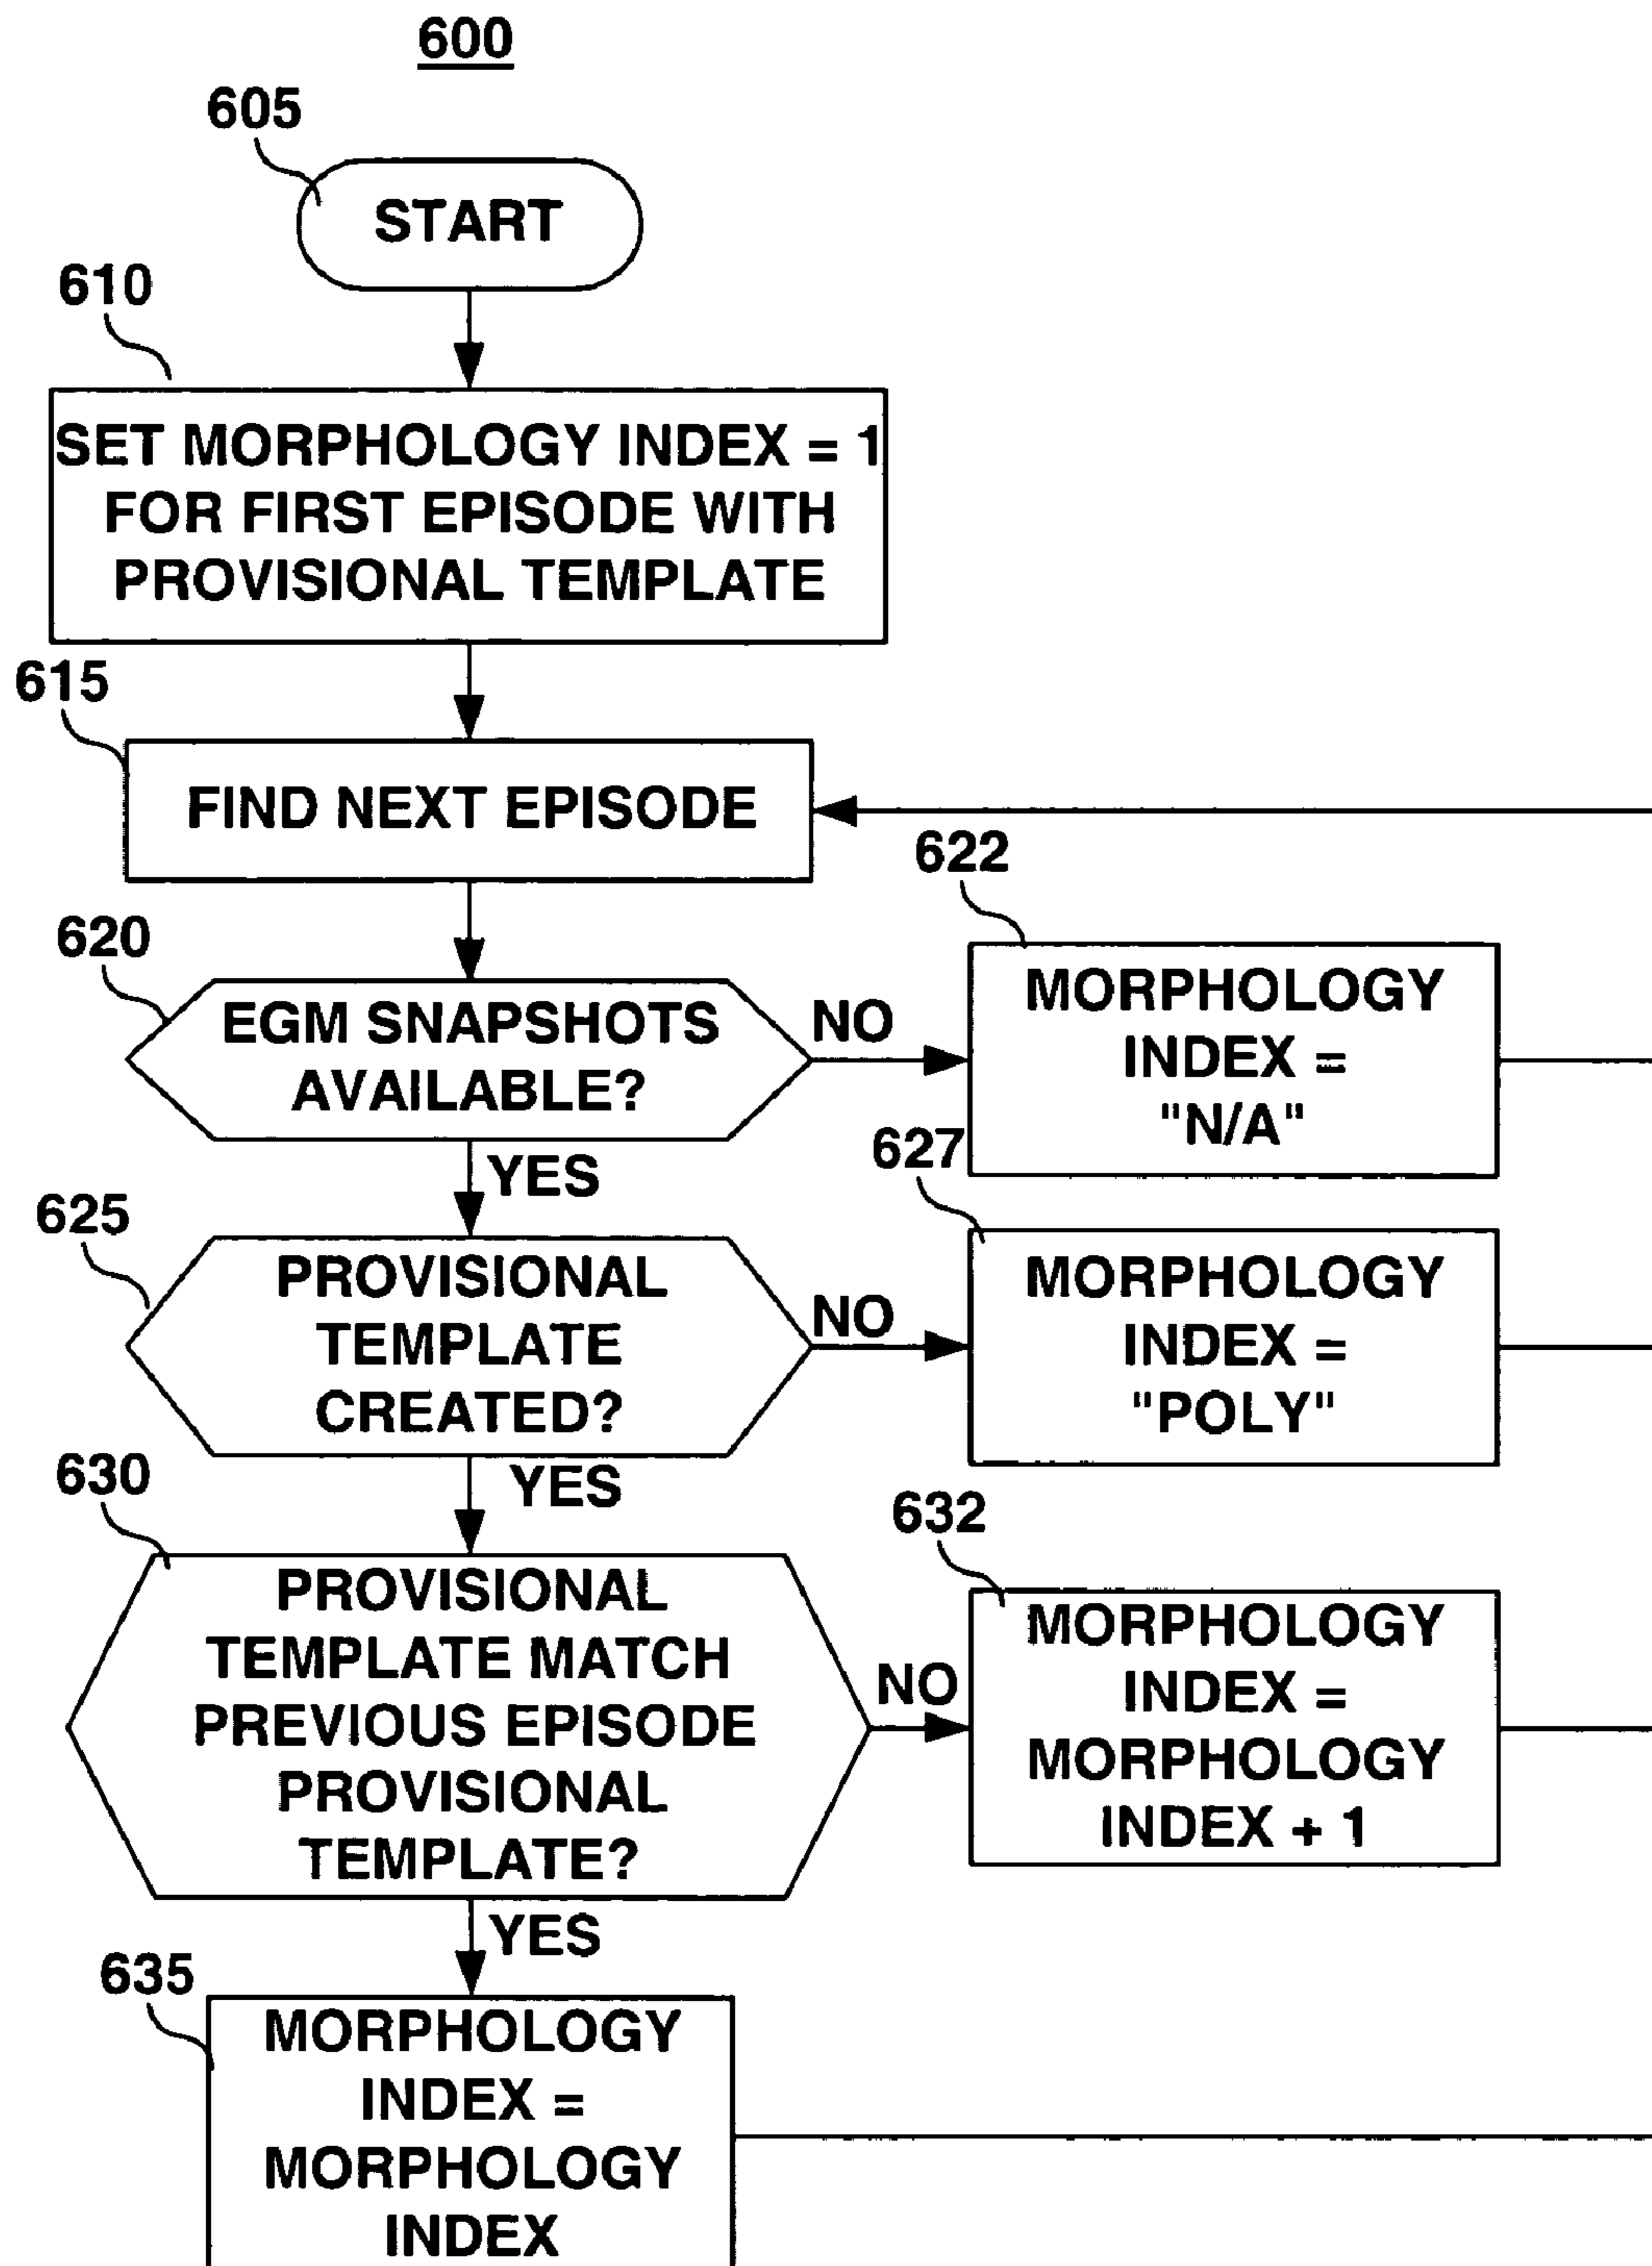 600
605
START
610
SET MORPHOLOGY INDEX = 1
FOR FIRST EPISODE WITH
PROVISIONAL TEMPLATE
615
FIND NEXT EPISODE
620
EGM SNAPSHOTS
AVAILABLE?
NO
622
MORPHOLOGY
INDEX =
"N/A"
YES
625
PROVISIONAL
TEMPLATE
CREATED?
NO
627
MORPHOLOGY
INDEX =
"POLY"
YES
630
PROVISIONAL
TEMPLATE MATCH
PREVIOUS EPISODE
PROVISIONAL
TEMPLATE?
NO
632
MORPHOLOGY
INDEX =
MORPHOLOGY
INDEX + 1
YES
635
MORPHOLOGY
INDEX =
MORPHOLOGY
INDEX